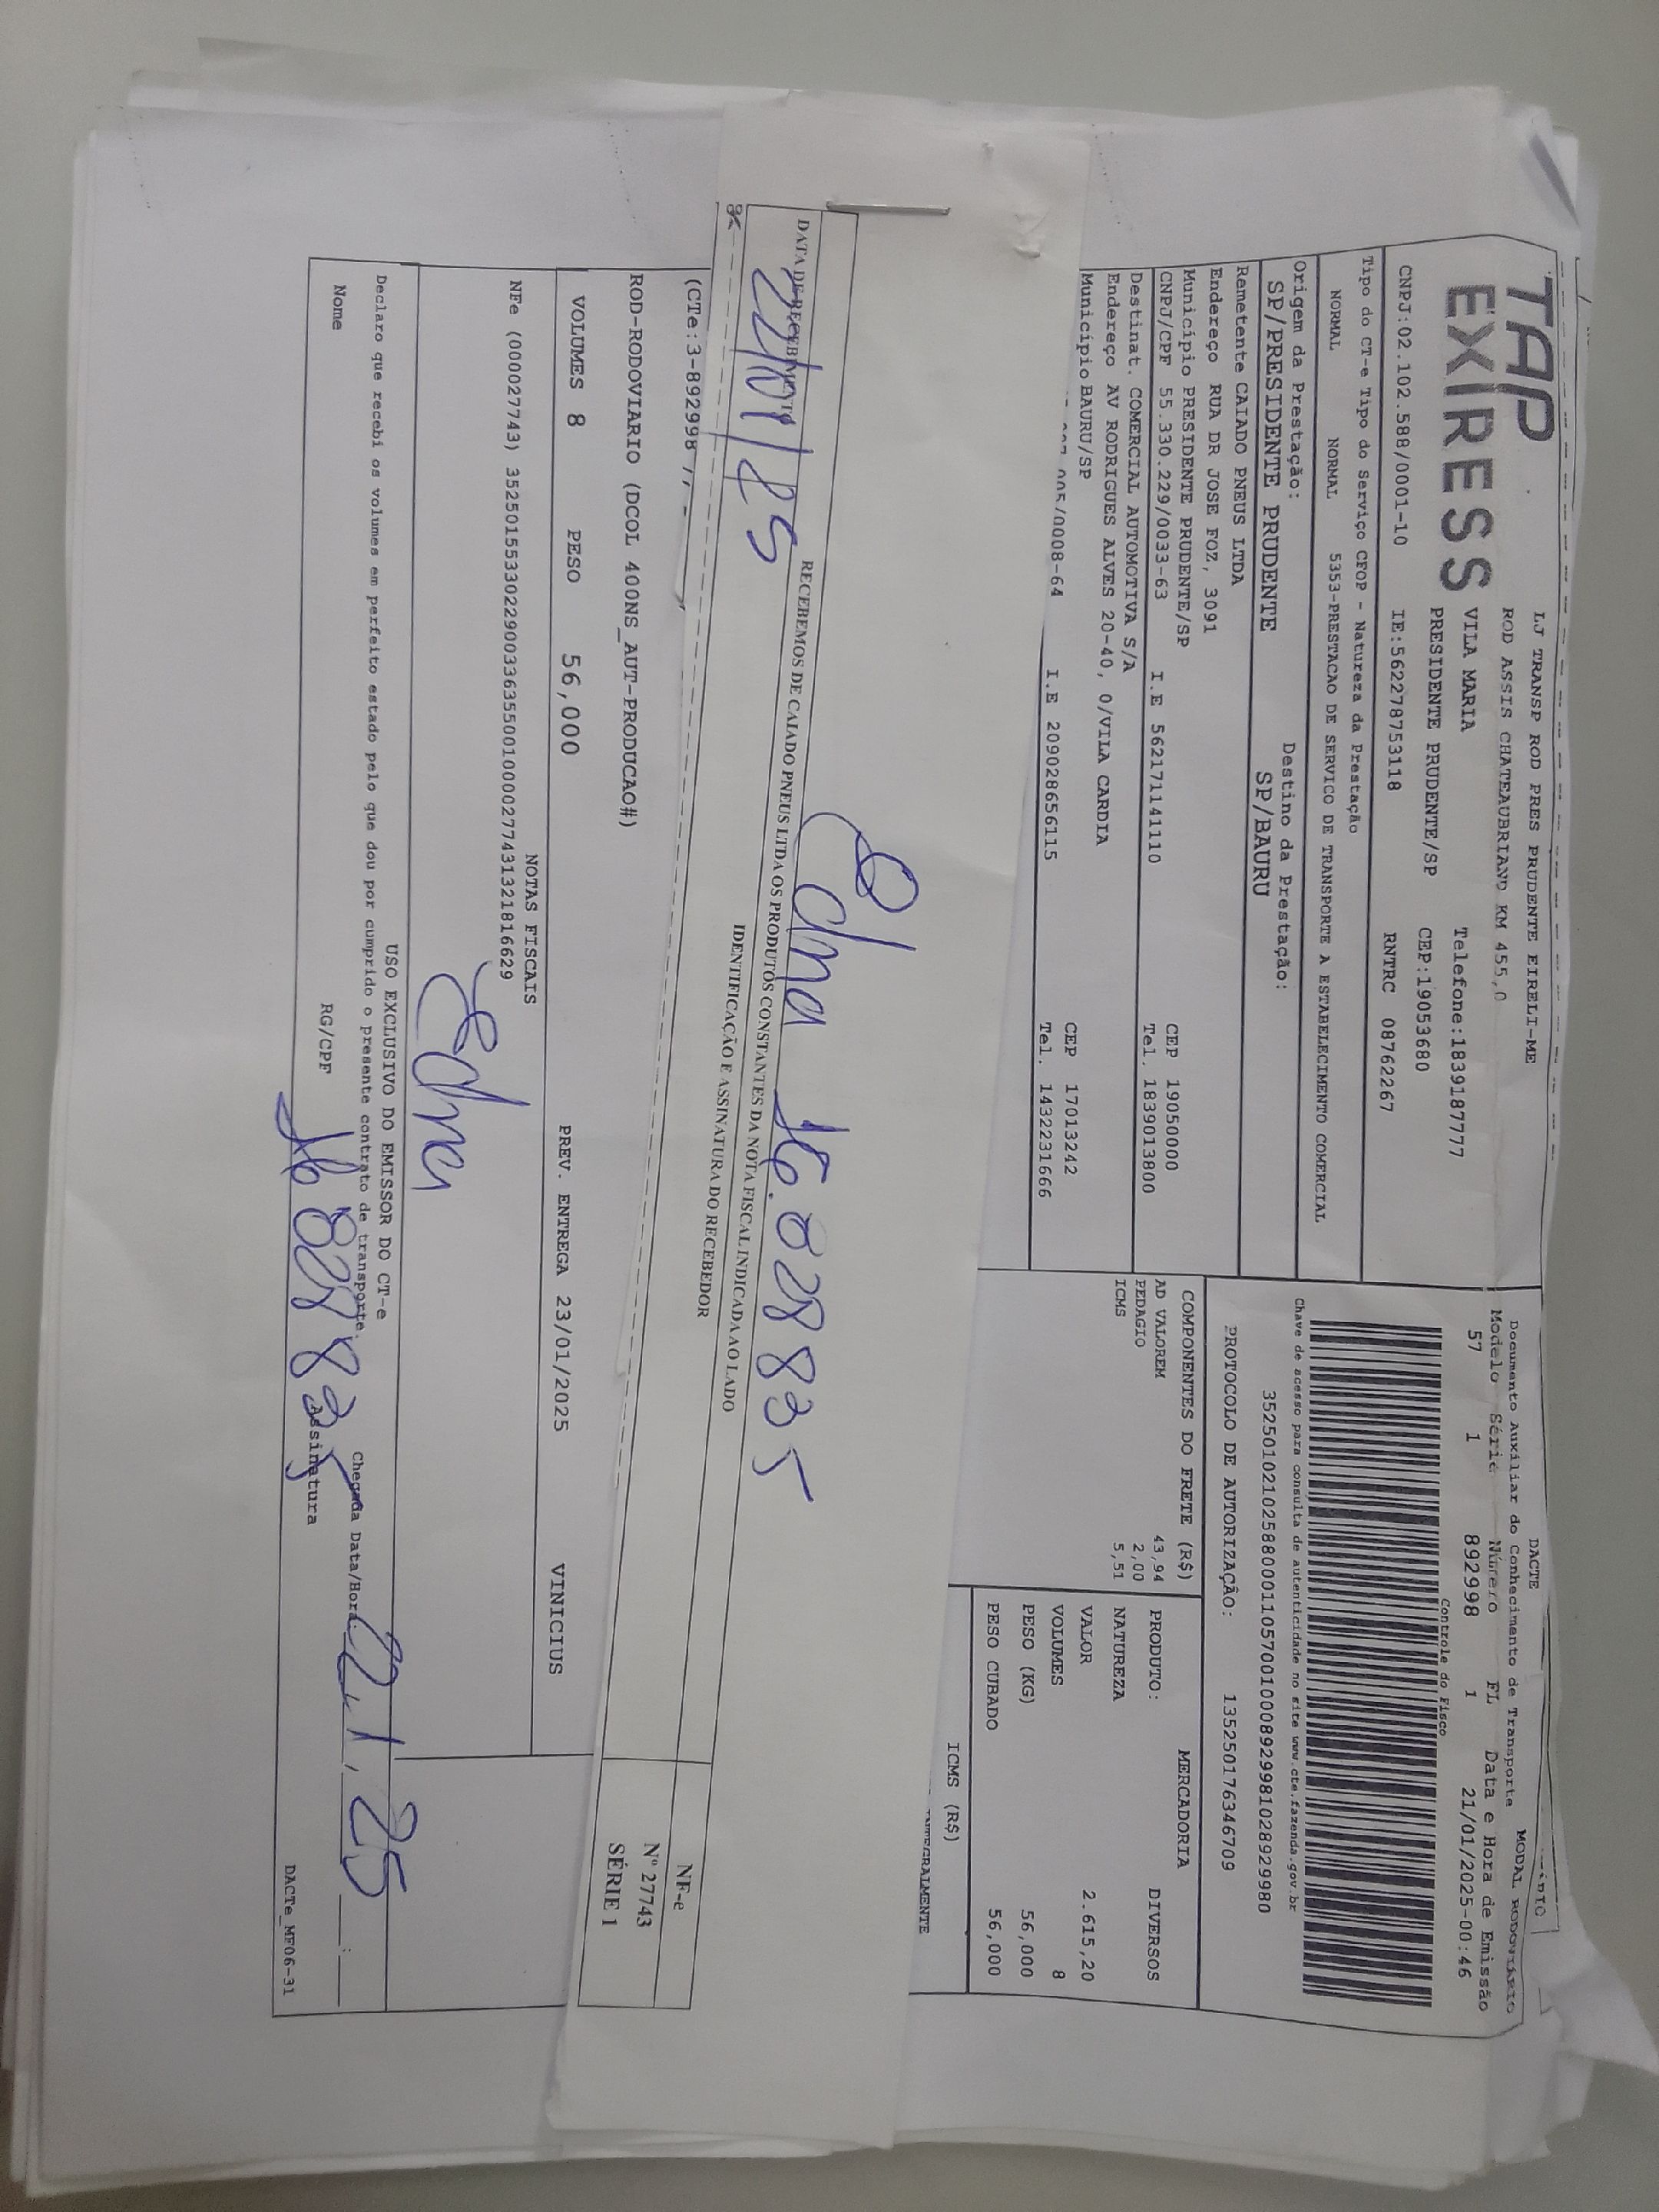 TAP
EXPRESS
LJ TRANSP ROD PRES PRUDENTE EIRELI-ME
ROD ASSIS CHATEAUBRIAND KM 455,0
VILA MARIA Telefone:1839187777
PRESIDENTE PRUDENTE/SP CEP:19053680
CNPJ:02.102.588/0001-10 IE:562278753118 RNTRC 08762267
DACTE
Documento Auxiliar do Conhecimento de Transporte MODAL RODOVIÁRIO
Modelo Série Número FL Data e Hora de Emissão
57 1 892998 1 21/01/2025-00:46
Controle do Fisco
Chave de acesso para consulta de autenticidade no site www.cte.fazenda.gov.br
35250102102588000110570010008929981028929980
PROTOCOLO DE AUTORIZAÇÃO: 135250176346709
Tipo do CT-e Tipo do Serviço CFOP - Natureza da Prestação
NORMAL NORMAL 5353-PRESTACAO DE SERVICO DE TRANSPORTE A ESTABELECIMENTO COMERCIAL
Origem da Prestação: Destino da Prestação:
SP/PRESIDENTE PRUDENTE SP/BAURU
Remetente CAIADO PNEUS LTDA
Endereço RUA DR JOSE FOZ, 3091
Município PRESIDENTE PRUDENTE/SP CEP 19050000
CNPJ/CPF 55.330.229/0033-63 I.E 562171141110 Tel. 1839013800
Destinat. COMERCIAL AUTOMOTIVA S/A
Endereço AV RODRIGUES ALVES 20-40, 0/VILA CARDIA
Município BAURU/SP CEP 17013242
005/0008-64 I.E 209028656115 Tel. 1432231666
COMPONENTES DO FRETE (R$)
AD VALOREM 43,94
PEDAGIO 2,00
ICMS 5,51
MERCADORIA
PRODUTO: DIVERSOS
NATUREZA
VALOR 2.615,20
VOLUMES 8
PESO (KG) 56,000
PESO CUBADO 56,000
ICMS (R$)
Edna 16.028835
RECEBEMOS DE CAIADO PNEUS LTDA OS PRODUTOS CONSTANTES DA NOTA FISCAL INDICADA AO LADO
DATA DE RECEBIMENTO IDENTIFICAÇÃO E ASSINATURA DO RECEBEDOR
22/01/25
NF-e
Nº 27743
SÉRIE 1
(CTe:3-892998
ROD-RODOVIARIO (DCOL 400NS_AUT-PRODUCAO#)
VOLUMES 8 PESO 56,000 PREV. ENTREGA 23/01/2025 VINICIUS
NOTAS FISCAIS
NFe (000027743) 35250155330229003363550010000277431321816629
Edna
USO EXCLUSIVO DO EMISSOR DO CT-e
Declaro que recebi os volumes em perfeito estado pelo que dou por cumprido o presente contrato de transporte. Chegada Data/Hora 22,1,25
Nome RG/CPF Assinatura
DACTe_MF06-31